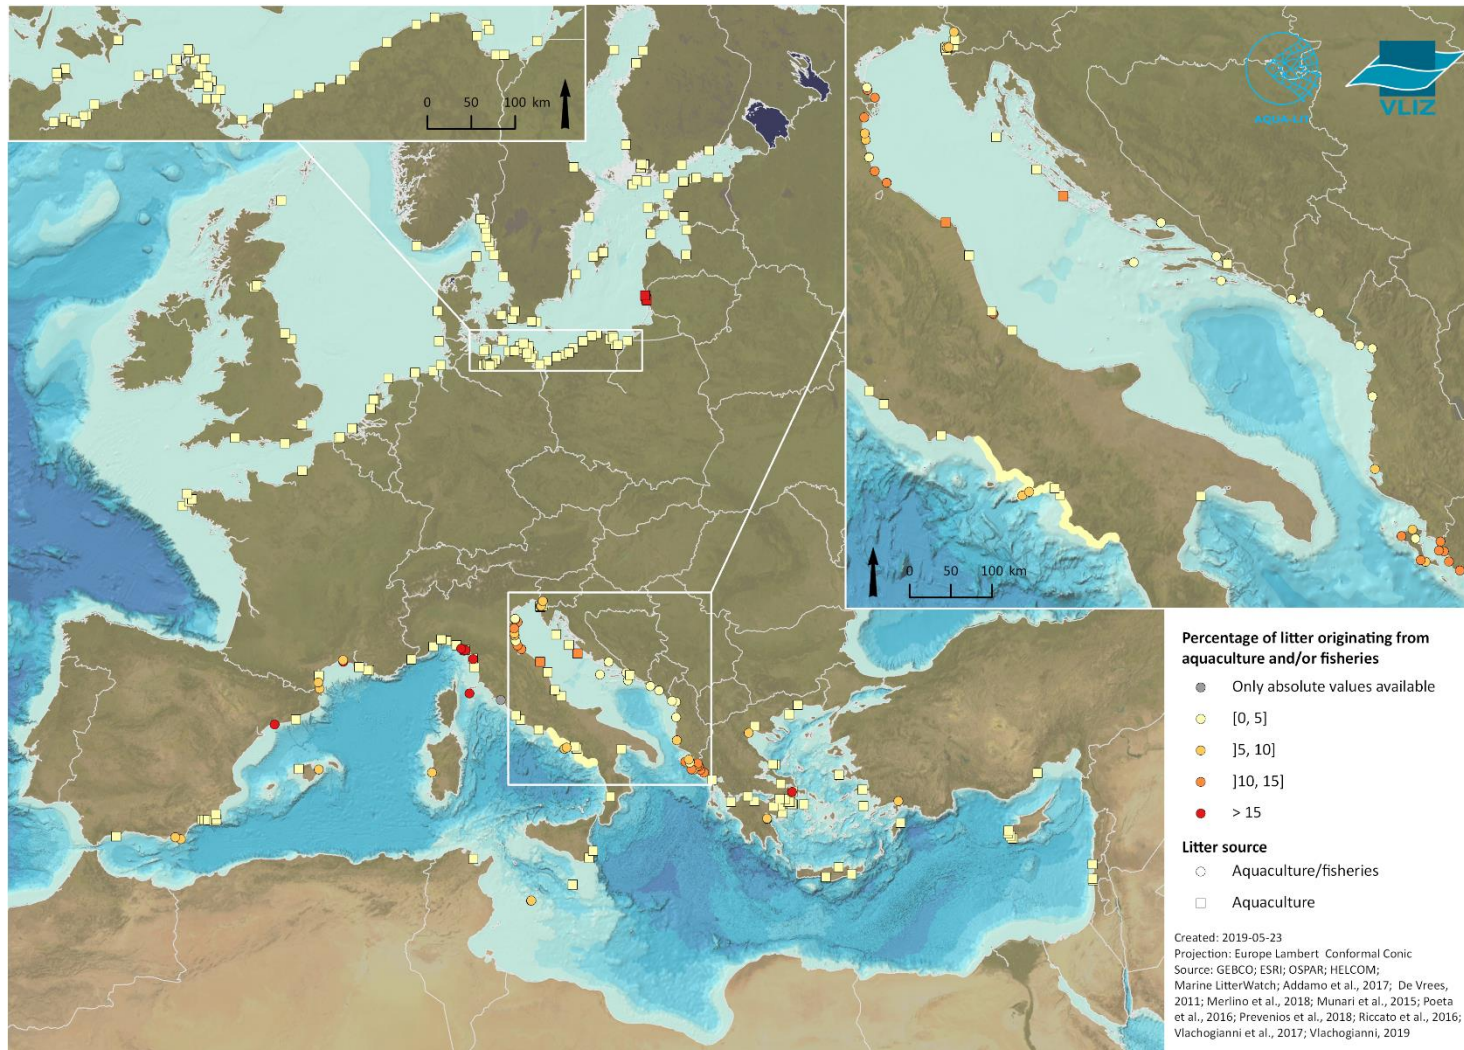 0 50 100 km
AQUA-LIT
VLIZ
0 50 100 km
Percentage of litter originating from
aquaculture and/or fisheries
Only absolute values available
[0, 5]
]5, 10]
]10, 15]
> 15
Litter source
Aquaculture/fisheries
Aquaculture
Created: 2019-05-23
Projection: Europe Lambert Conformal Conic
Source: GEBCO; ESRI; OSPAR; HELCOM;
Marine LitterWatch; Addamo et al., 2017; De Vrees,
2011; Merlino et al., 2018; Munari et al., 2015; Poeta
et al., 2016; Prevenios et al., 2018; Riccato et al., 2016;
Vlachogianni et al., 2017; Vlachogianni, 2019